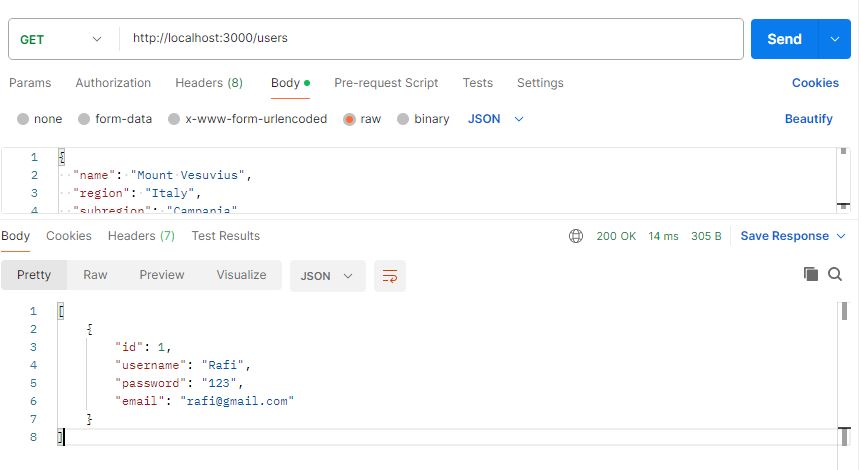 GET http://localhost:3000/users Send
Params Authorization Headers (8) Body Pre-request Script Tests Settings Cookies
none form-data x-www-form-urlencoded raw binary JSON Beautify
1 {
2 "name": "Mount Vesuvius",
3 "region": "Italy",
4 "subregion": "Campania"
Body Cookies Headers (7) Test Results 200 OK 14 ms 305 B Save Response
Pretty Raw Preview Visualize JSON
1 [
2 {
3 "id": 1,
4 "username": "Rafi",
5 "password": "123",
6 "email": "rafi@gmail.com"
7 }
8 ]